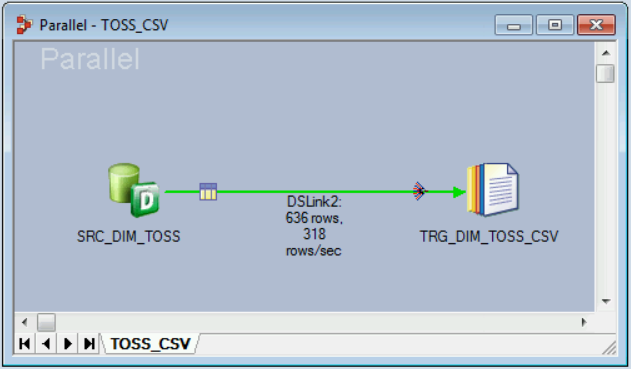 Parallel - TOSS_CSV
Parallel
D
SRC_DIM_TOSS
DSLink2:
636 rows,
318
rows/sec
TRG_DIM_TOSS_CSV
TOSS_CSV